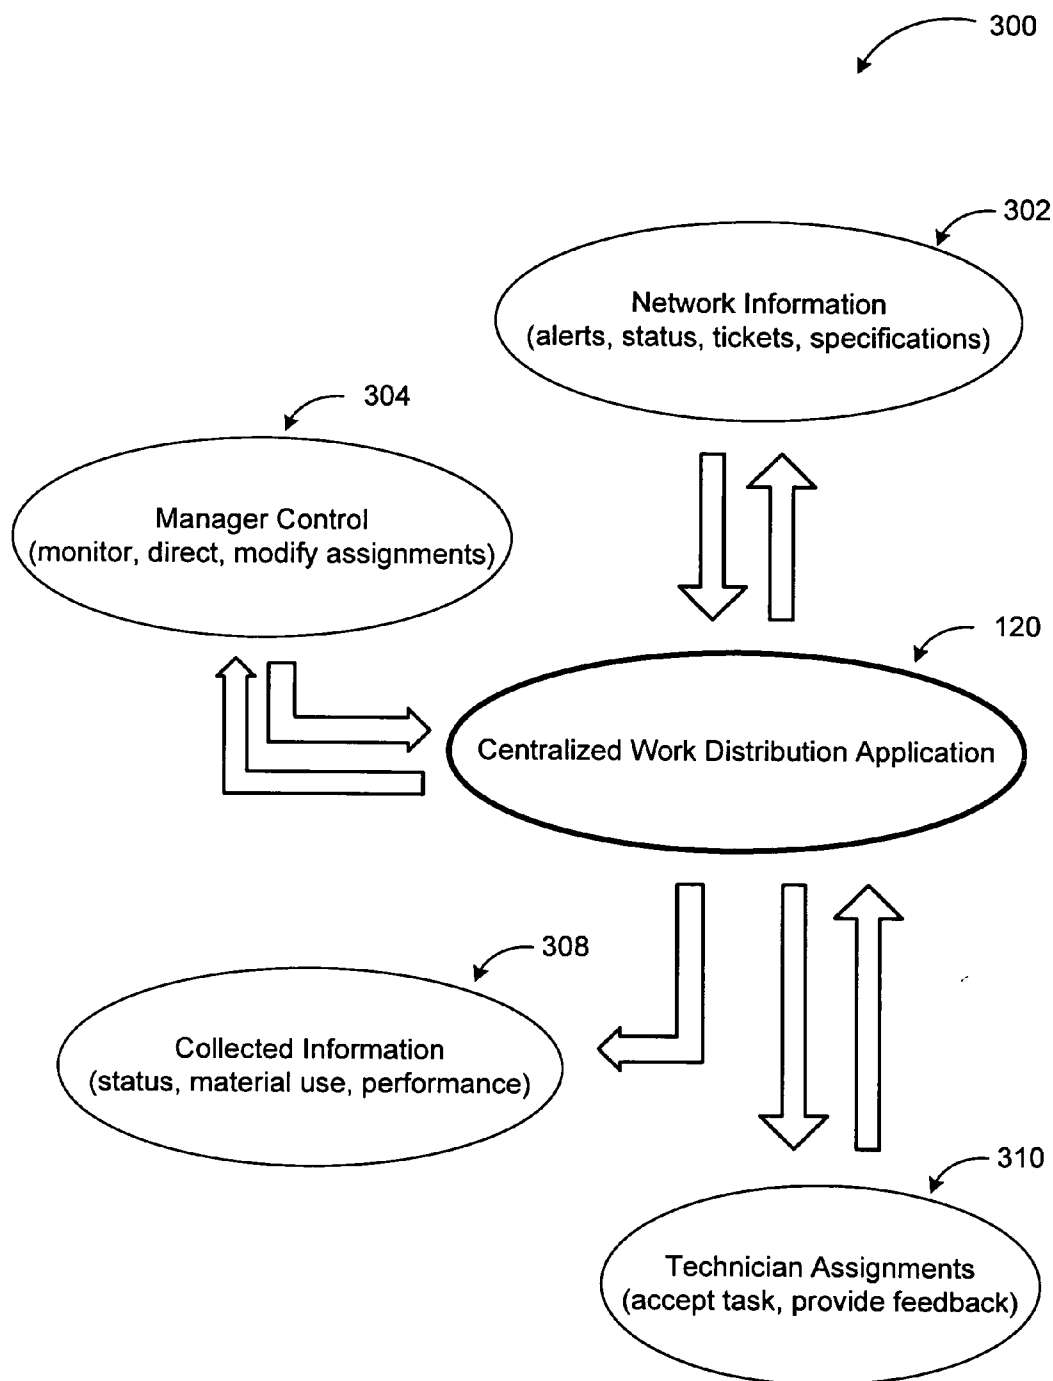 300
302
Network Information
(alerts, status, tickets, specifications)
304
Manager Control
(monitor, direct, modify assignments)
120
Centralized Work Distribution Application
308
Collected Information
(status, material use, performance)
310
Technician Assignments
(accept task, provide feedback)